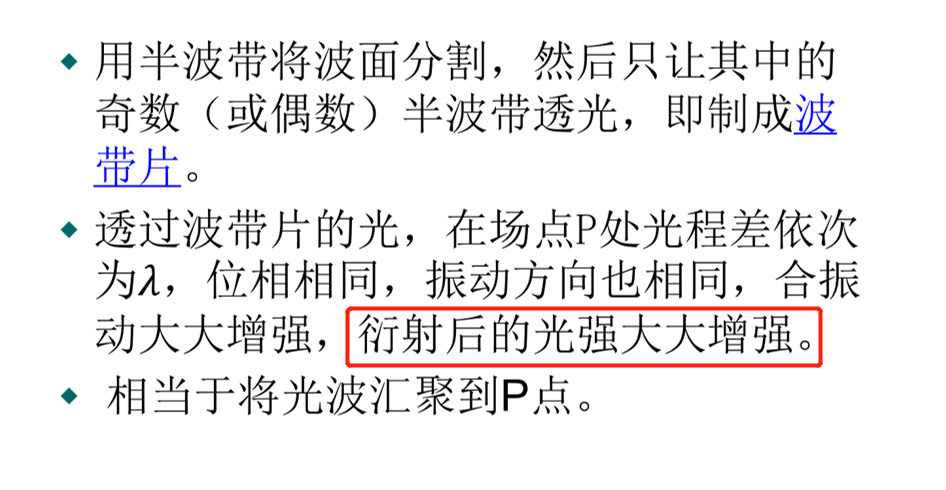 用半波带将波面分割，然后只让其中的
奇数（或偶数）半波带透光，即制成波
带片。
透过波带片的光，在场点P处光程差依次
为λ，位相相同，振动方向也相同，合振
动大大增强，衍射后的光强大大增强。
相当于将光波汇聚到P点。